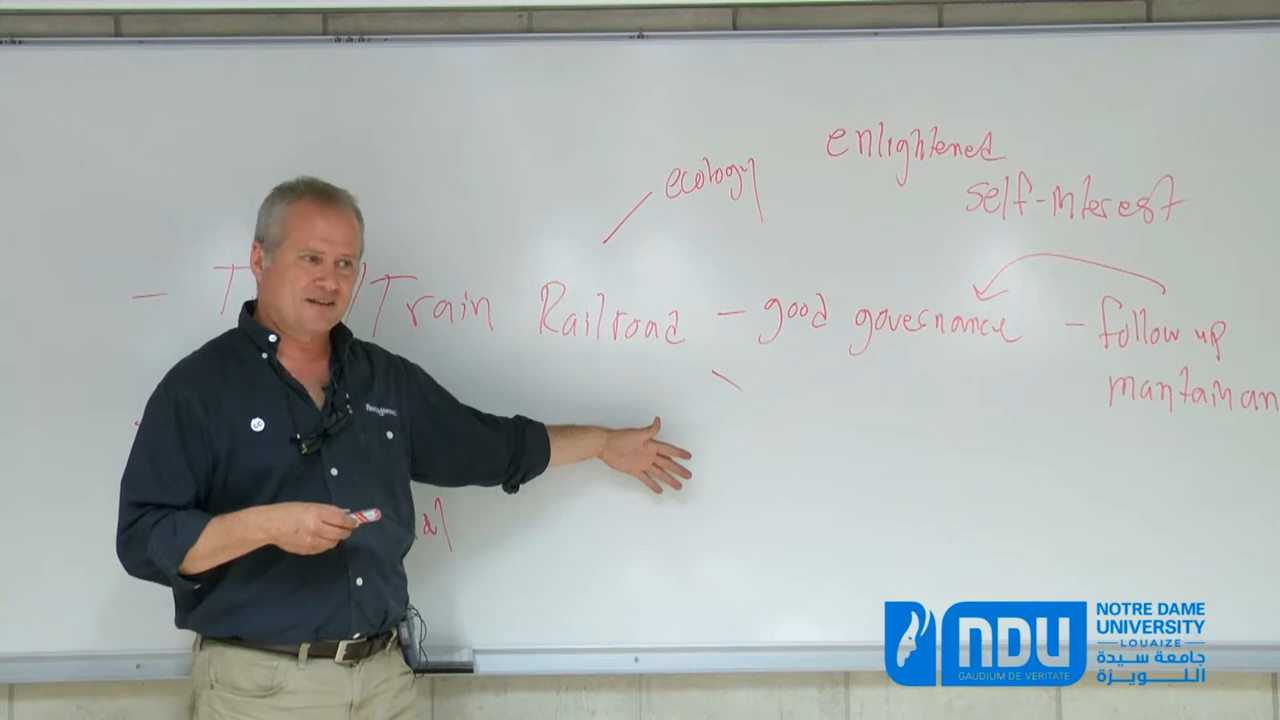 enlightened
self-interest
ecology
- T /Train Railroad - good governance - follow up
mantainan
NDU
GAUDIUM DE VERITATE
NOTRE DAME
UNIVERSITY
LOUAIZE
جامعة سيدة
اللويزة